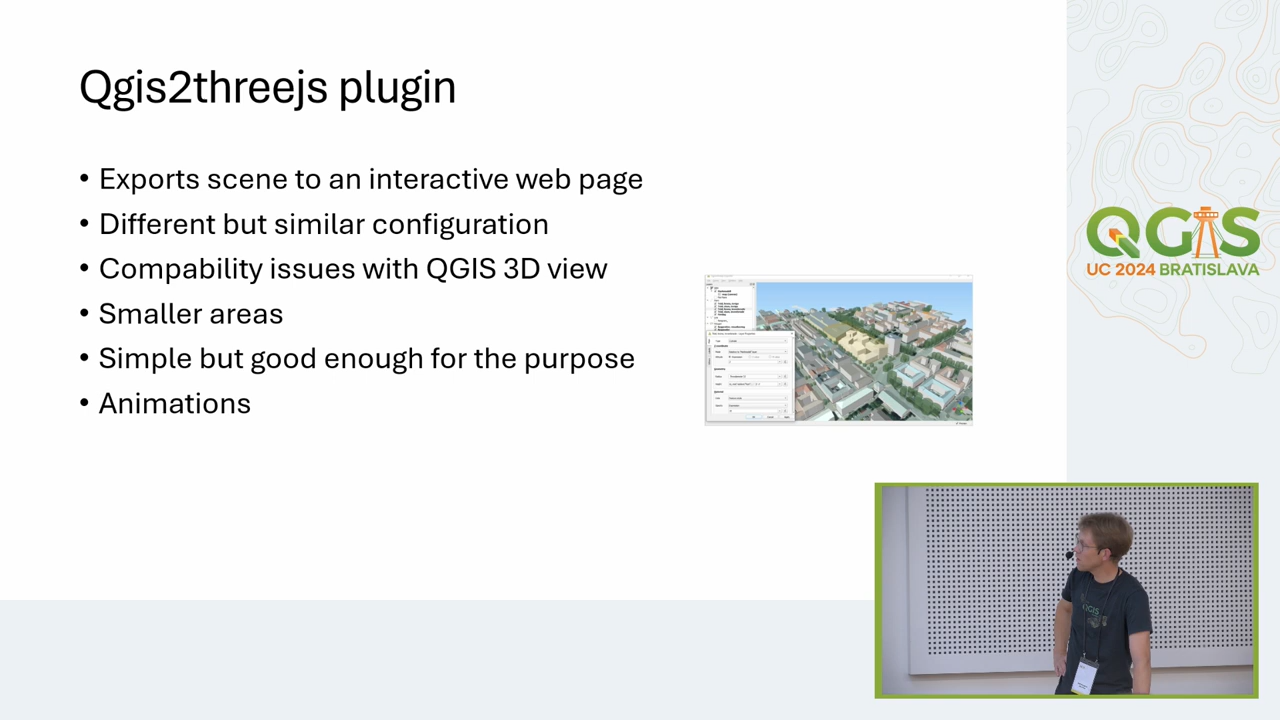 Qgis2threejs plugin
• Exports scene to an interactive web page
• Different but similar configuration
• Compability issues with QGIS 3D view
• Smaller areas
• Simple but good enough for the purpose
• Animations
QGIS
UC 2024 BRATISLAVA
QGIS